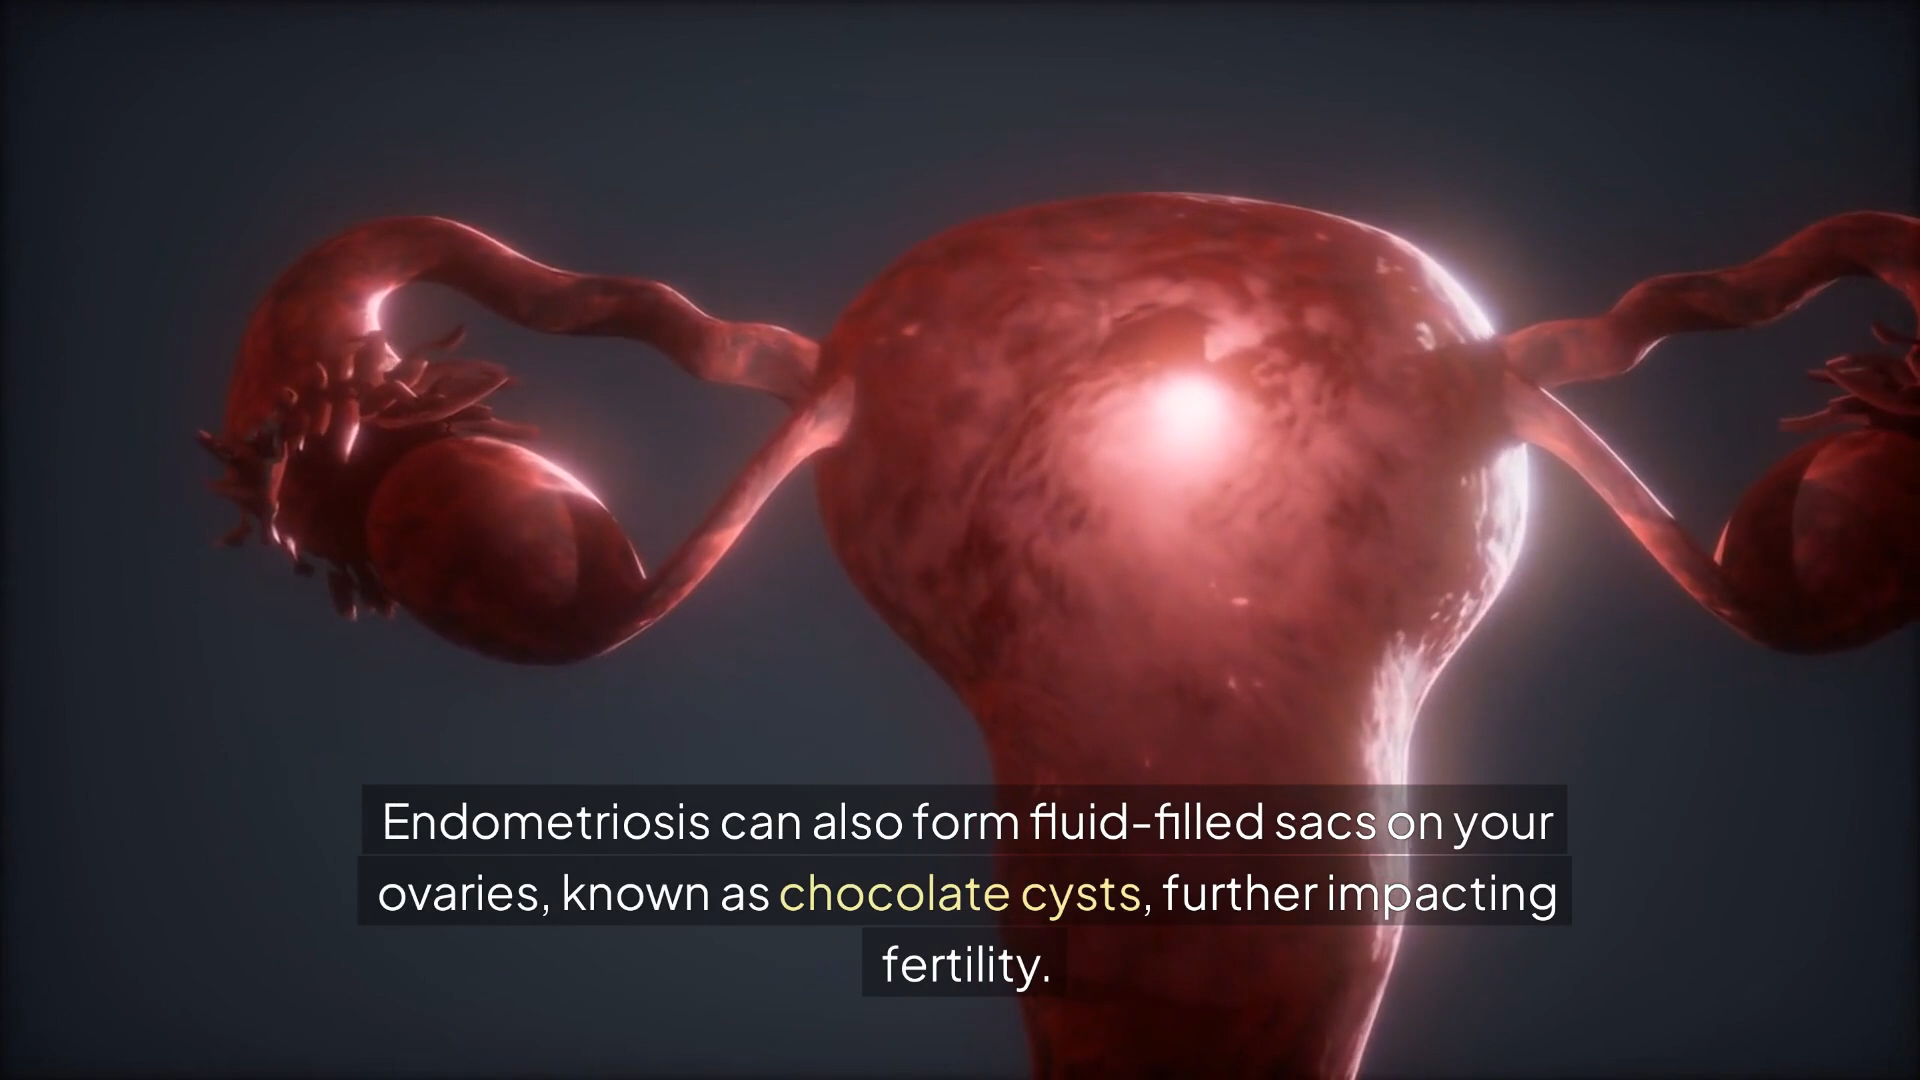 Endometriosis can also form fluid-filled sacs on your
ovaries, known as chocolate cysts, further impacting
fertility.